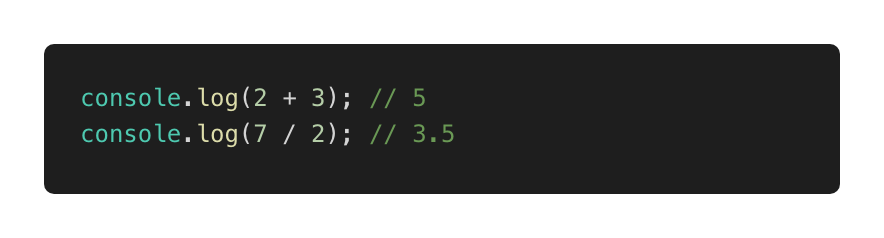 console.log(2 + 3); // 5
console.log(7 / 2); // 3.5